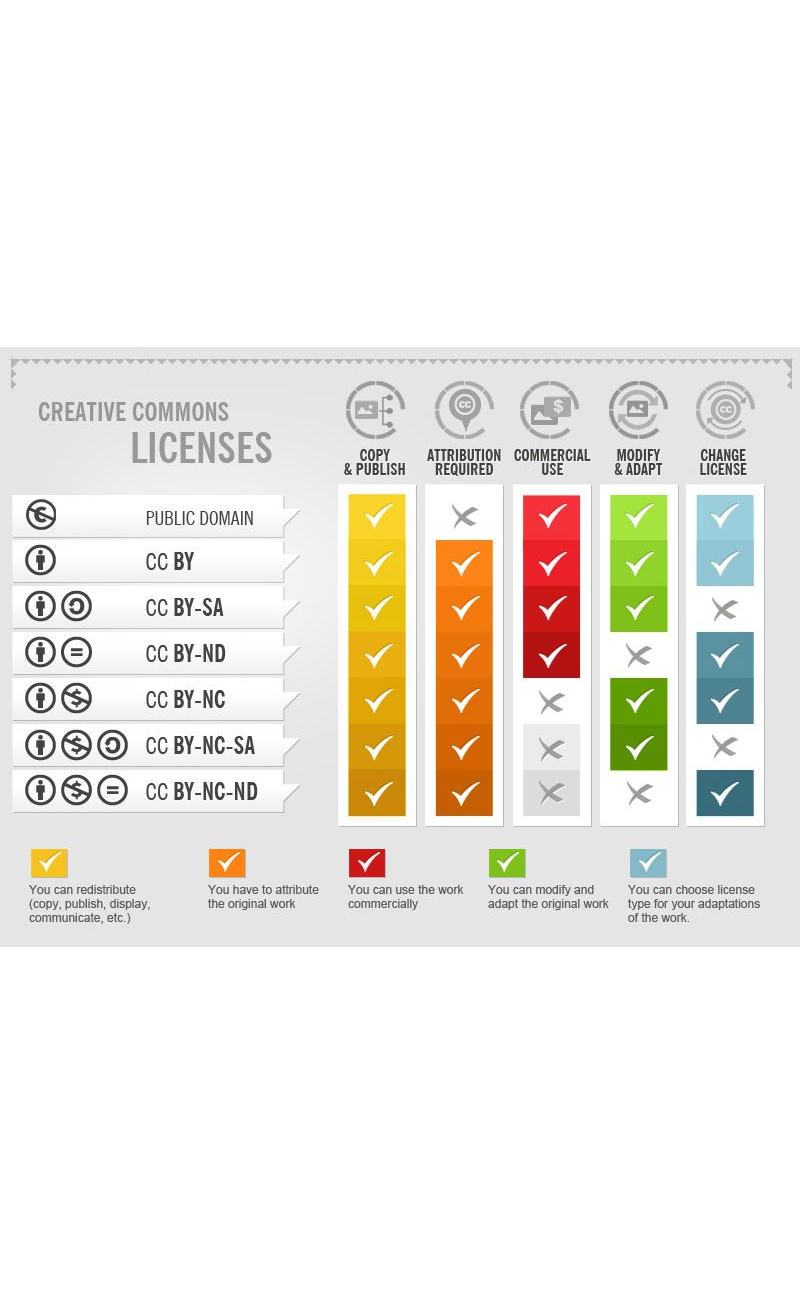 CREATIVE COMMONS
LICENSES
COPY
& PUBLISH
ATTRIBUTION
REQUIRED
COMMERCIAL
USE
MODIFY
& ADAPT
CHANGE
LICENSE
PUBLIC DOMAIN
CC BY
CC BY-SA
CC BY-ND
CC BY-NC
CC BY-NC-SA
CC BY-NC-ND
You can redistribute
(copy, publish, display,
communicate, etc.)
You have to attribute
the original work
You can use the work
commercially
You can modify and
adapt the original work
You can choose license
type for your adaptations
of the work.